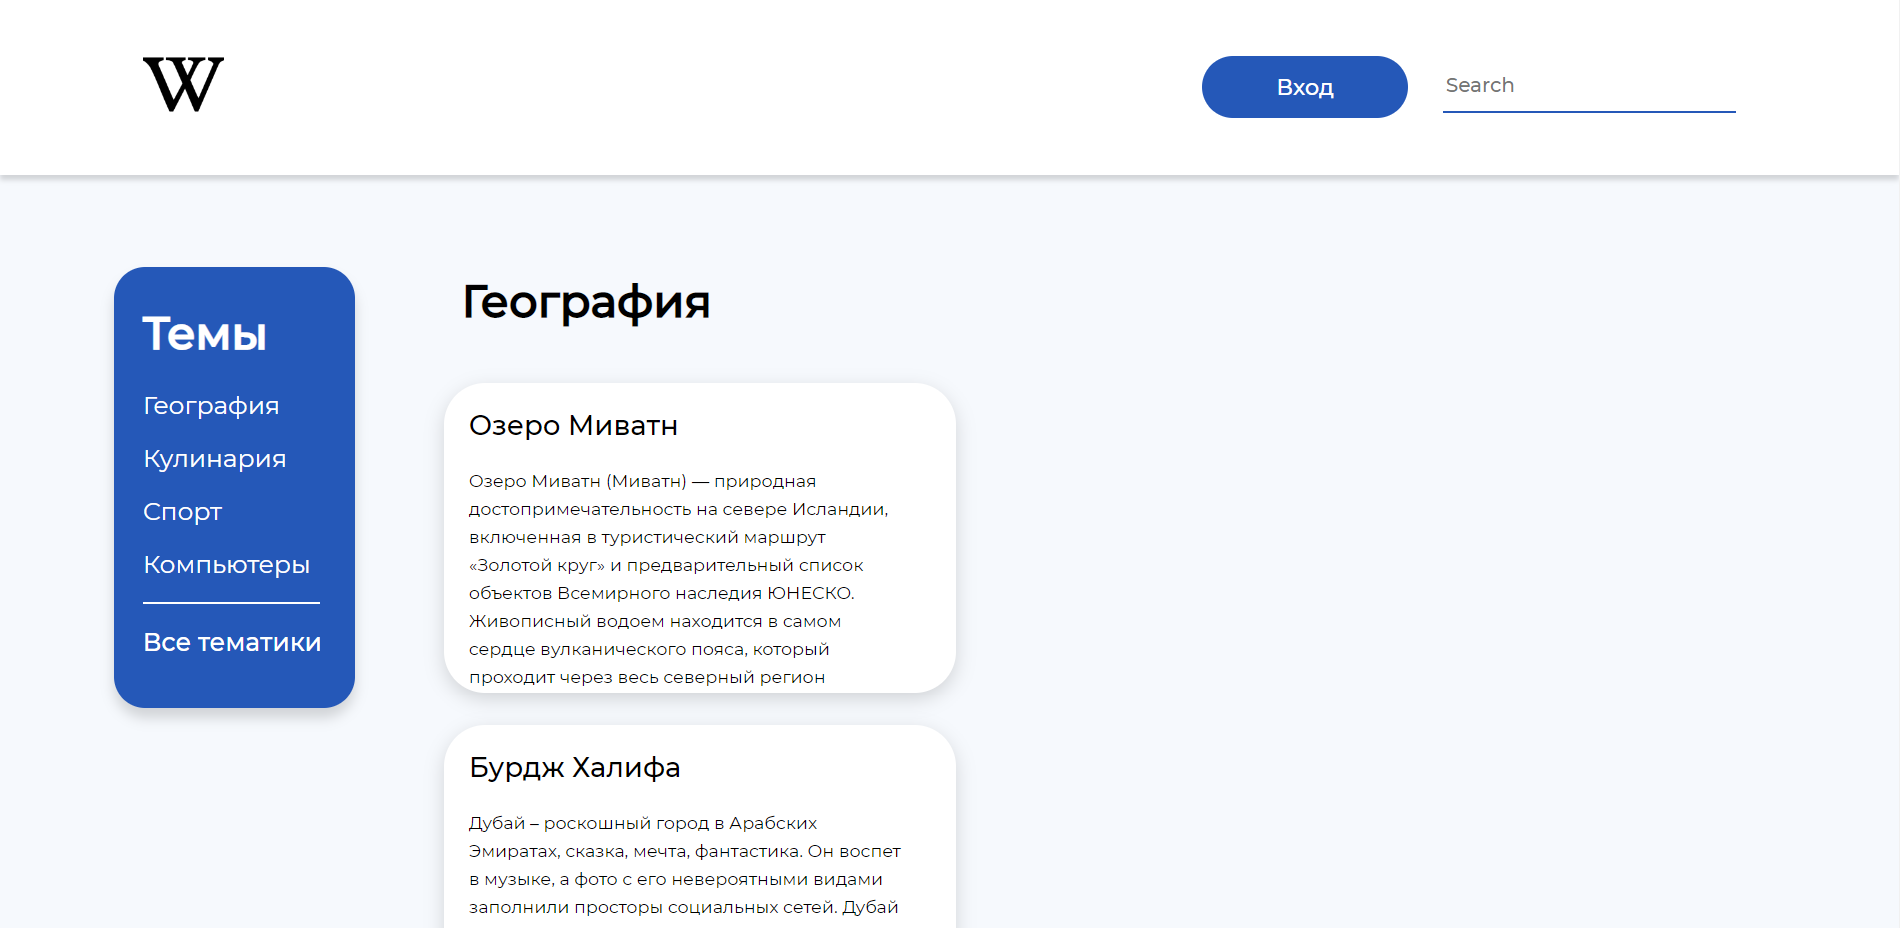 W
Вход
Search
Темы
География
Кулинария
Спорт
Компьютеры
Все тематики
География
Озеро Миватн
Озеро Миватн (Миватн) — природная
достопримечательность на севере Исландии,
включенная в туристический маршрут
«Золотой круг» и предварительный список
объектов Всемирного наследия ЮНЕСКО.
Живописный водоем находится в самом
сердце вулканического пояса, который
проходит через весь северный регион
Бурдж Халифа
Дубай – роскошный город в Арабских
Эмиратах, сказка, мечта, фантастика. Он воспет
в музыке, а фото с его невероятными видами
заполнили просторы социальных сетей. Дубай